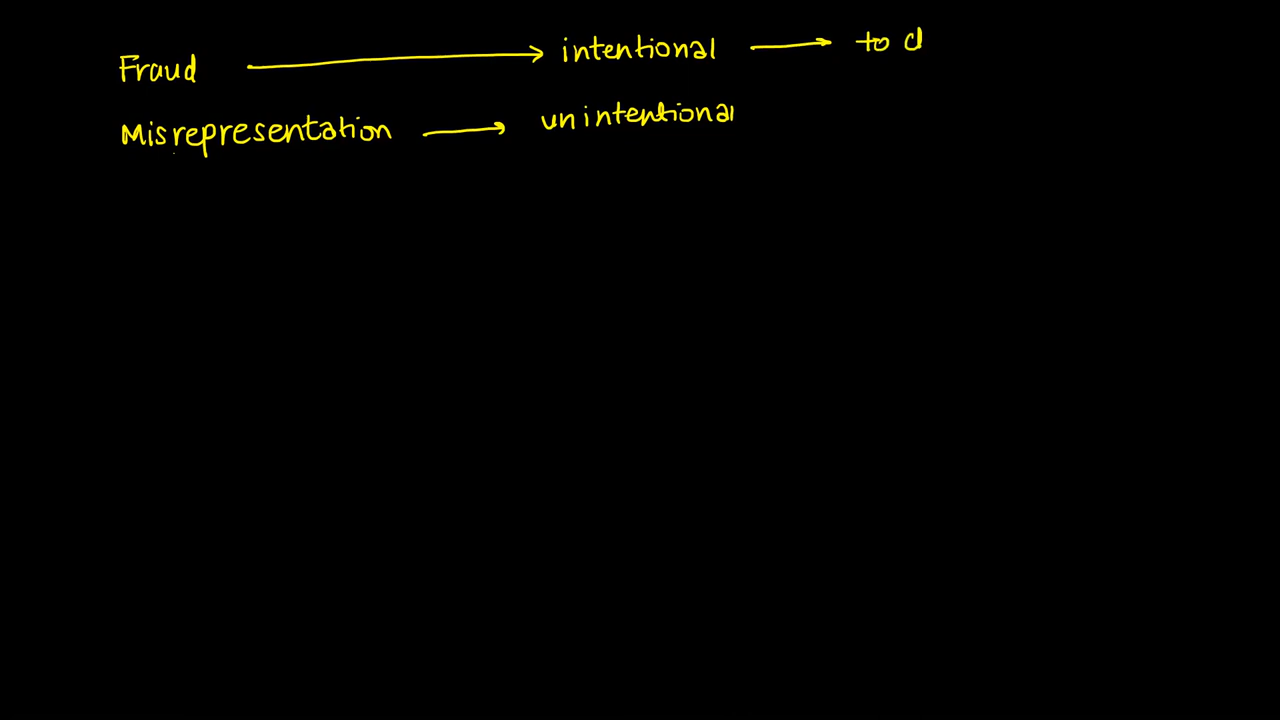 Fraud → intentional → to d
Misrepresentation → unintentional